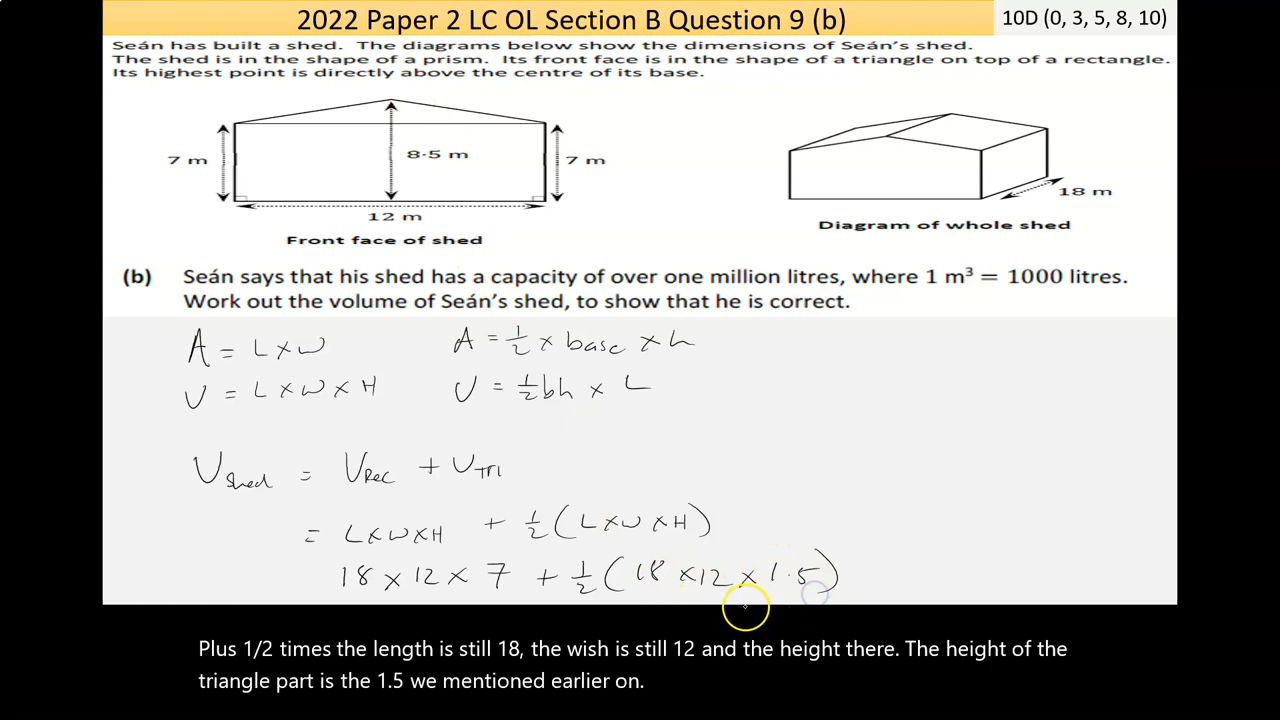 2022 Paper 2 LC OL Section B Question 9 (b)
10D (0, 3, 5, 8, 10)
Seán has built a shed. The diagrams below show the dimensions of Seán's shed.
The shed is in the shape of a prism. Its front face is in the shape of a triangle on top of a rectangle.
Its highest point is directly above the centre of its base.
7 m
8·5 m
7 m
12 m
Front face of shed
18 m
Diagram of whole shed
(b) Seán says that his shed has a capacity of over one million litres, where 1 m³ = 1000 litres.
Work out the volume of Seán's shed, to show that he is correct.
A = L x W
A = 1/2 x base x h
V = L x W x H
V = 1/2 bh x L
V Shed = V Rec + V Tri
= L x W x H + 1/2 (L x W x H)
18 x 12 x 7 + 1/2 (18 x 12 x 1.5)
Plus 1/2 times the length is still 18, the wish is still 12 and the height there. The height of the
triangle part is the 1.5 we mentioned earlier on.